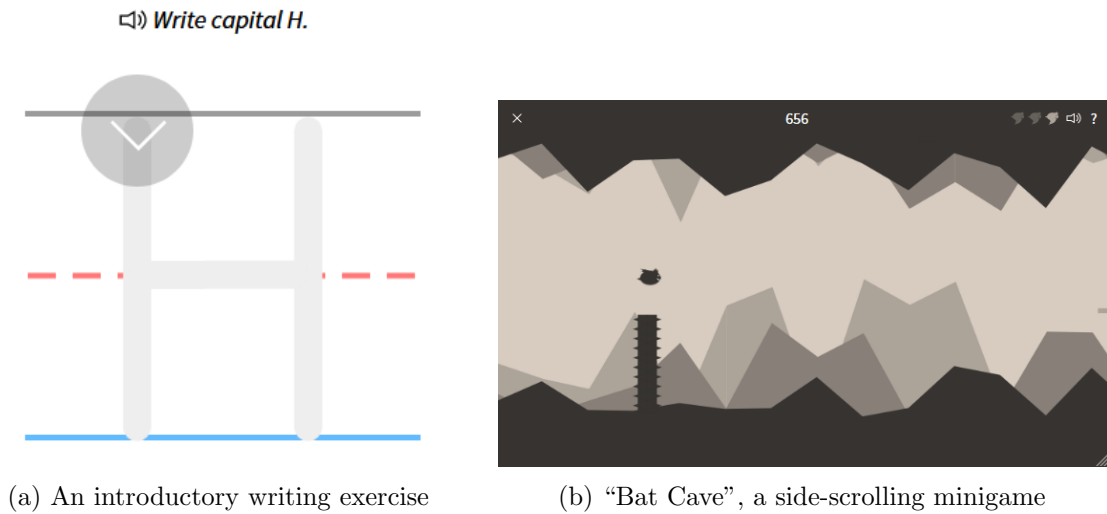 Write capital H.
656
?
(a) An introductory writing exercise
(b) “Bat Cave”, a side-scrolling minigame